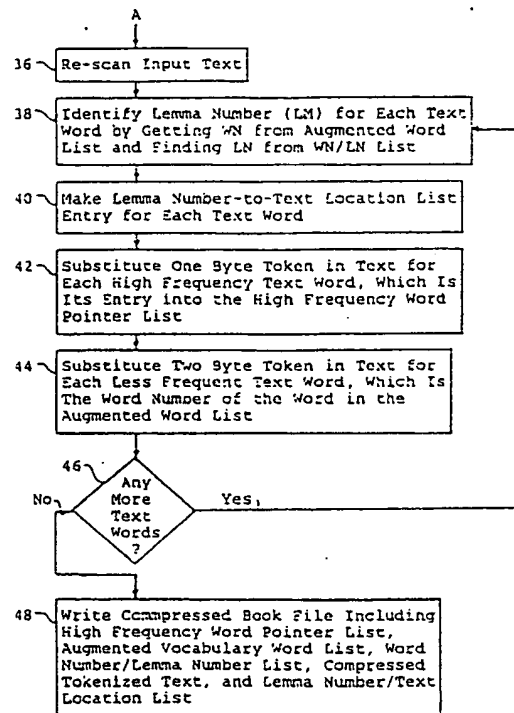 A
36 Re-scan Input Text
38 Identify Lemma Number (LM) for Each Text
Word by Getting WN from Augmented Word
List and Finding LN from WN/LN List
40 Make Lemma Number-to-Text Location List
Entry for Each Text Word
42 Substitute One Byte Token in Text for
Each High Frequency Text Word, Which Is
Its Entry into the High Frequency Word
Pointer List
44 Substitute Two Byte Token in Text for
Each Less Frequent Text Word, Which Is
The Word Number of the Word in the
Augmented Word List
46
Any
More
Text
Words
?
No
Yes,
48 Write Commpressed Book File Including
High Frequency Word Pointer List,
Augmented Vocabulary Word List, Word
Number/Lemma Number List, Compressed
Tokenized Text, and Lemma Number/Text
Location List